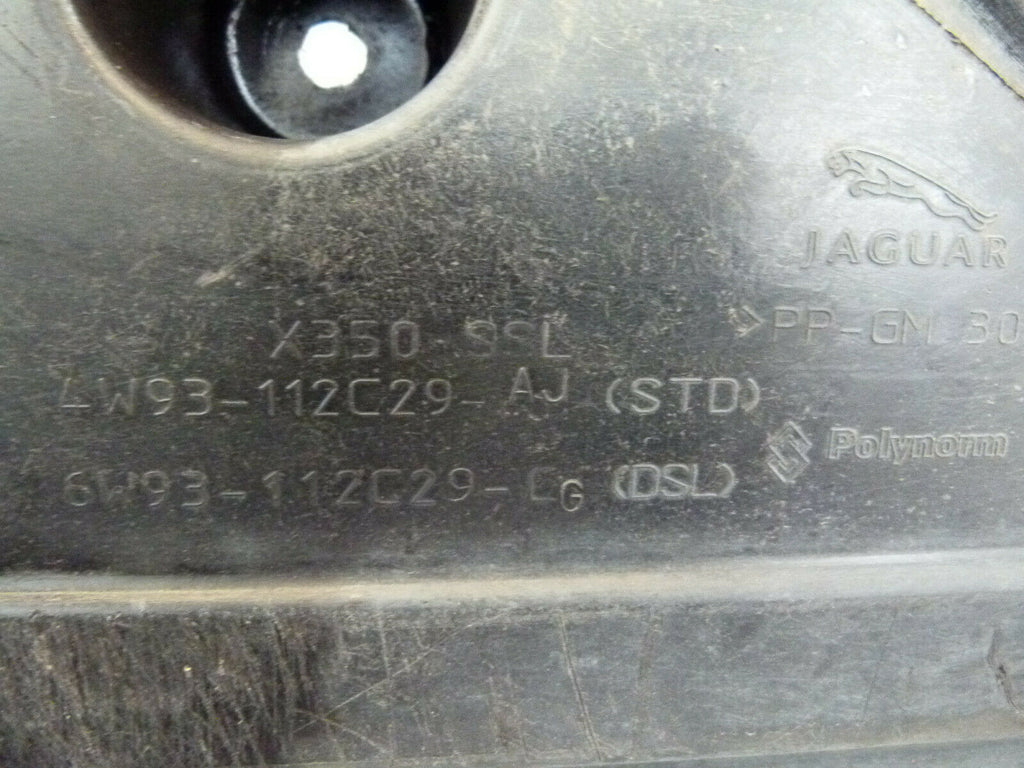 JAGUAR
X350 SSL
>PP-GM 30
4W93-112C29-AJ (STD)
Polynorm
6W93-112C29-CG (DSL)